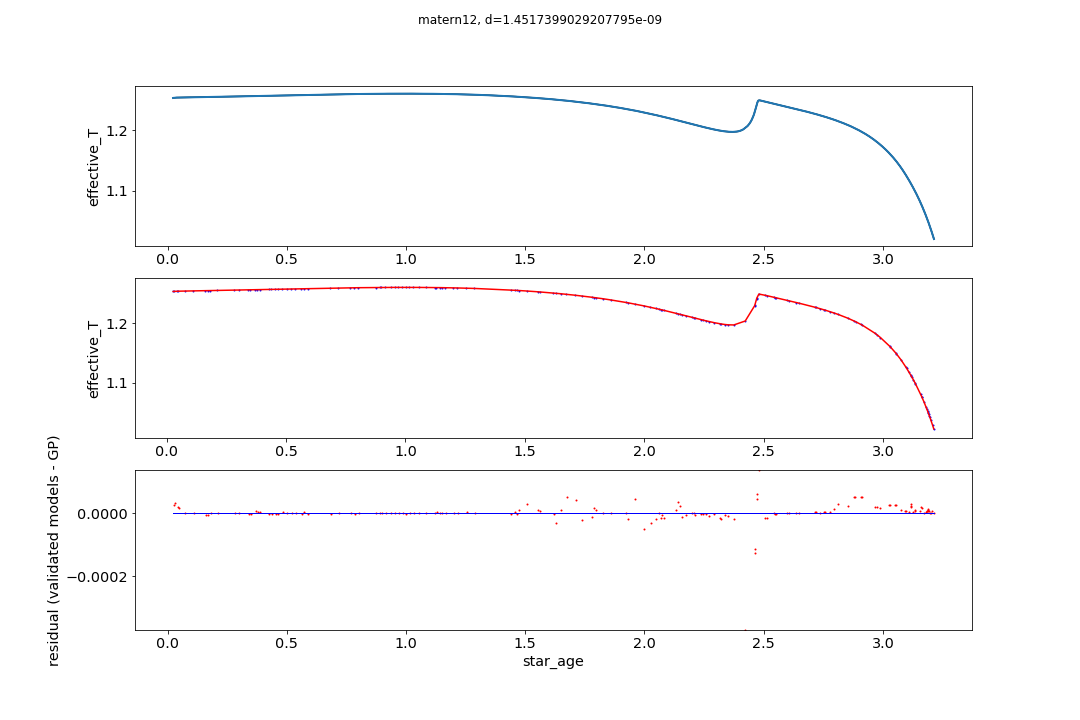 matern12, d=1.4517399029207795e-09
effective_T
1.2
1.1
0.0 0.5 1.0 1.5 2.0 2.5 3.0
effective_T
1.2
1.1
0.0 0.5 1.0 1.5 2.0 2.5 3.0
residual (validated models - GP)
0.0000
−0.0002
0.0 0.5 1.0 1.5 2.0 2.5 3.0
star_age